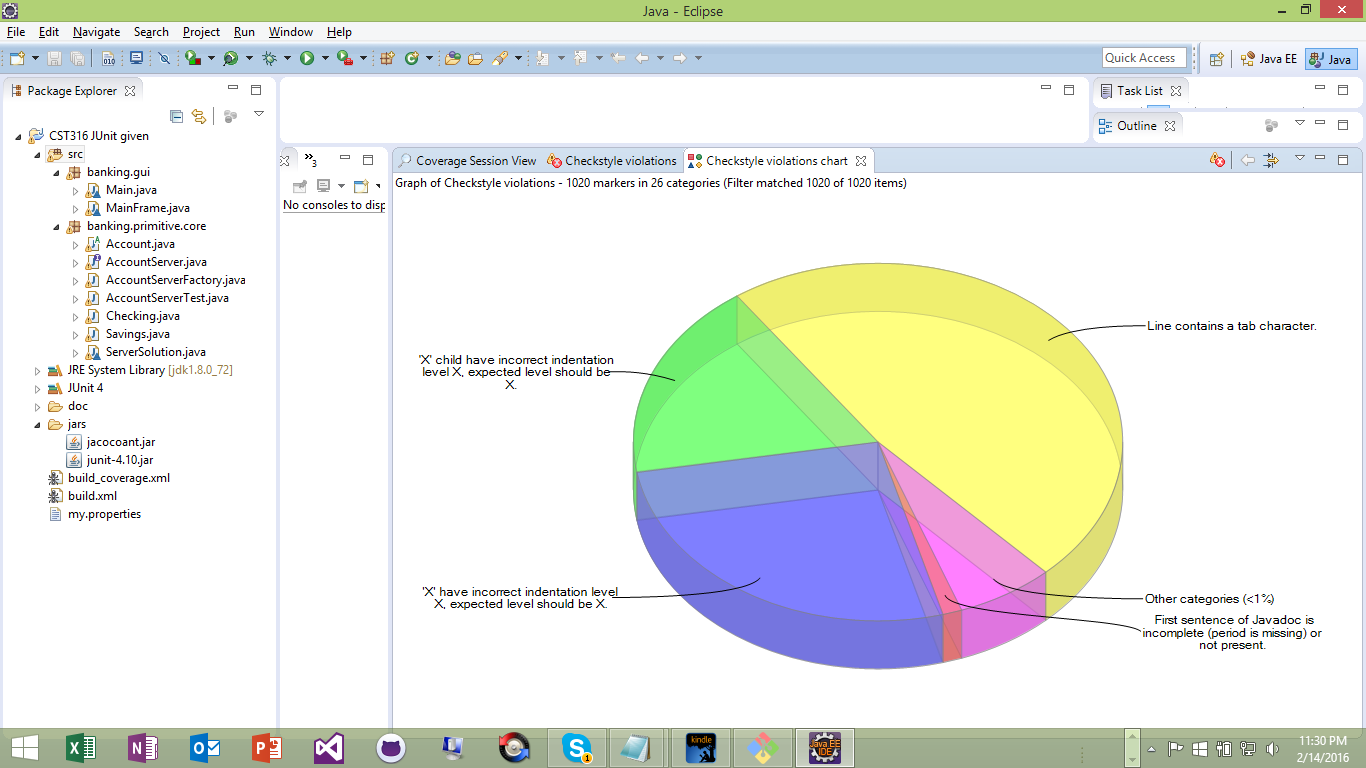 Java - Eclipse
File Edit Navigate Search Project Run Window Help
Quick Access
Java EE
Java
Package Explorer
CST316 JUnit given
src
banking.gui
Main.java
MainFrame.java
banking.primitive.core
Account.java
AccountServer.java
AccountServerFactory.java
AccountServerTest.java
Checking.java
Savings.java
ServerSolution.java
JRE System Library [jdk1.8.0_72]
JUnit 4
doc
jars
jacocoant.jar
junit-4.10.jar
build_coverage.xml
build.xml
my.properties
Task List
Outline
»3
No consoles to disp
Coverage Session View
Checkstyle violations
Checkstyle violations chart
Graph of Checkstyle violations - 1020 markers in 26 categories (Filter matched 1020 of 1020 items)
Line contains a tab character.
'X' child have incorrect indentation
level X, expected level should be
X.
'X' have incorrect indentation level
X, expected level should be X.
Other categories (<1%)
First sentence of Javadoc is
incomplete (period is missing) or
not present.
kindle
Java EE
IDE
11:30 PM
2/14/2016